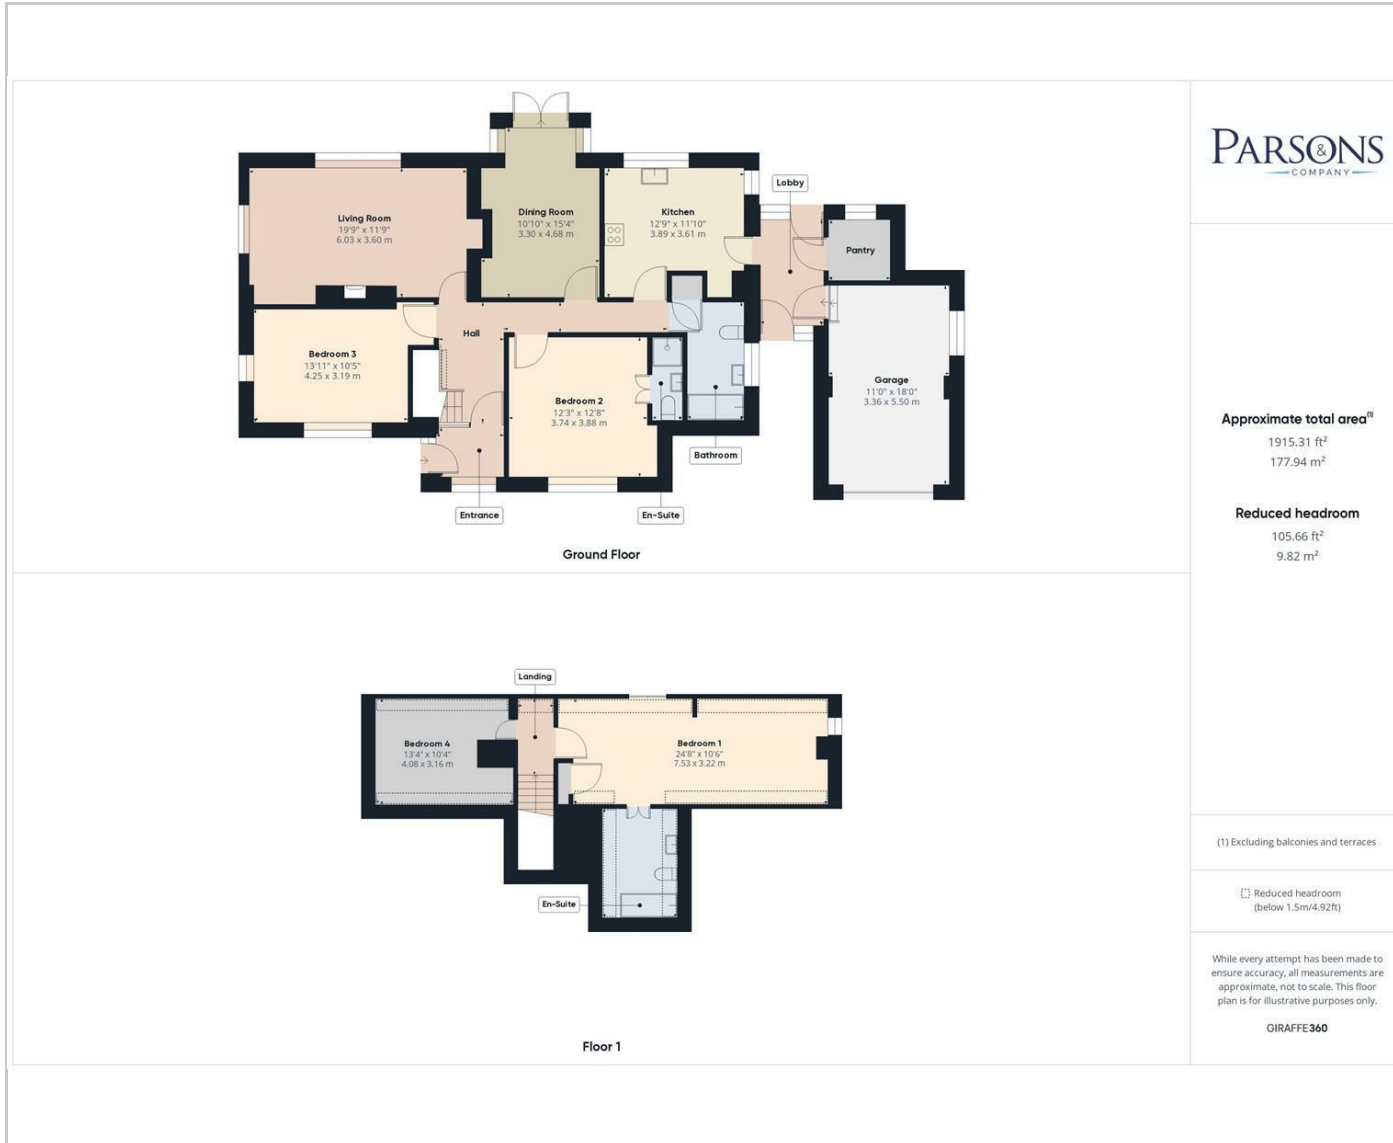 Living Room
19'9" x 11'9"
6.03 x 3.60 m
Dining Room
10'10" x 15'4"
3.30 x 4.68 m
Kitchen
12'9" x 11'10"
3.89 x 3.61 m
Lobby
Pantry
Hall
Bedroom 3
13'11" x 10'5"
4.25 x 3.19 m
Bedroom 2
12'3" x 12'8"
3.74 x 3.88 m
Garage
11'0" x 18'0"
3.36 x 5.50 m
Bathroom
Entrance
En-Suite
Ground Floor
Landing
Bedroom 4
13'4" x 10'4"
4.08 x 3.16 m
Bedroom 1
24'8" x 10'6"
7.53 x 3.22 m
En-Suite
Floor 1
PARSONS &
COMPANY
Approximate total area(1)
1915.31 ft²
177.94 m²
Reduced headroom
105.66 ft²
9.82 m²
(1) Excluding balconies and terraces
Reduced headroom
(below 1.5m/4.92ft)
While every attempt has been made to
ensure accuracy, all measurements are
approximate, not to scale. This floor
plan is for illustrative purposes only.
GIRAFFE360